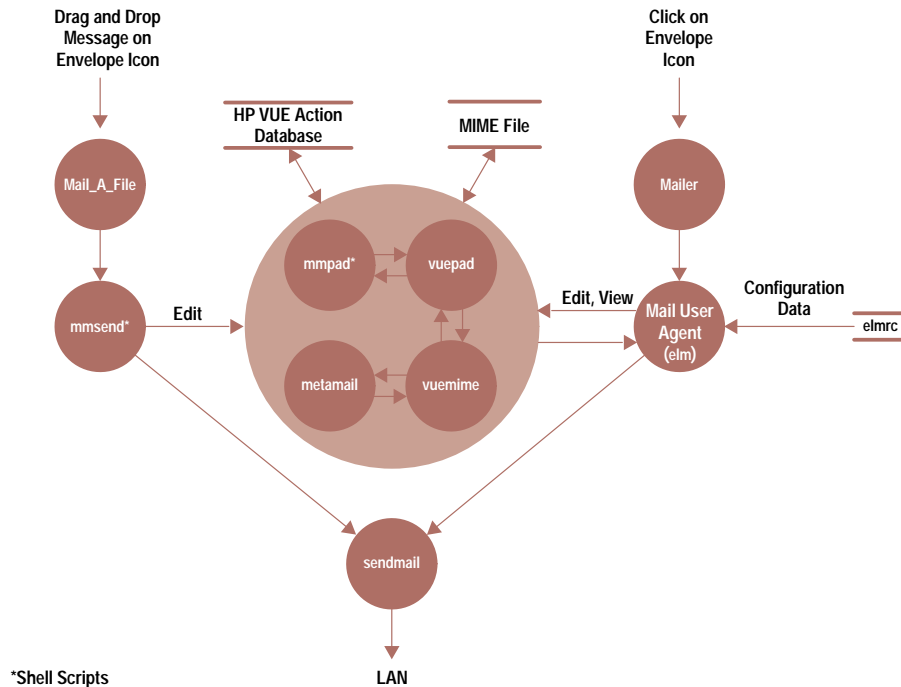 Drag and Drop
Message on
Envelope Icon
Click on
Envelope
Icon
HP VUE Action
Database
MIME File
Mail_A_File
Mailer
mmpad*
vuepad
mmsend*
Edit
Edit, View
Mail User
Agent
(elm)
Configuration
Data
elmrc
metamail
vuemime
sendmail
*Shell Scripts
LAN